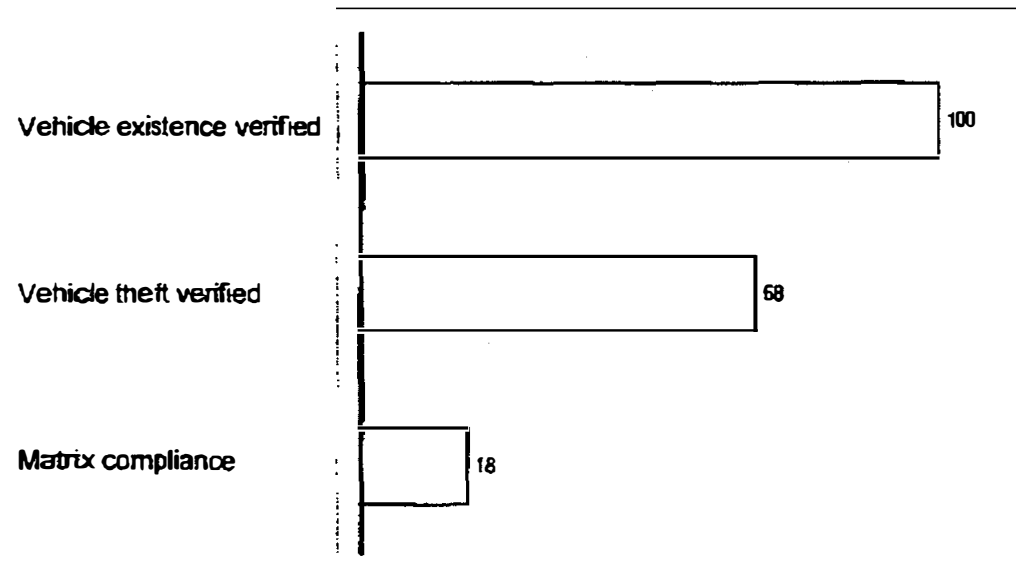 Vehicle existence verified
100
Vehicle theft verified
68
Matrix compliance
18